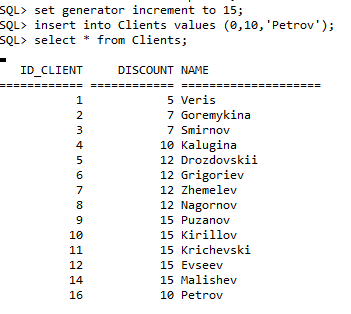 SQL> set generator increment to 15;
SQL> insert into Clients values (0,10,'Petrov');
SQL> select * from Clients;
ID_CLIENT DISCOUNT NAME
============ ============ ====================
1 5 Veris
2 7 Goremykina
3 7 Smirnov
4 10 Kalugina
5 12 Drozdovskii
6 12 Grigoriev
7 12 Zhemelev
8 12 Nagornov
9 15 Puzanov
10 15 Kirillov
11 15 Krichevski
12 15 Evseev
14 15 Malishev
16 10 Petrov